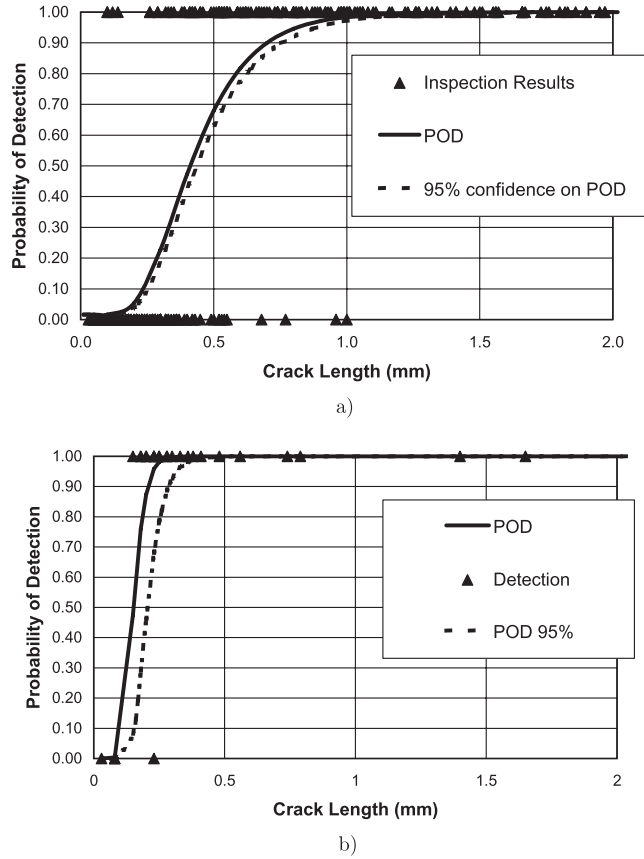 1.00
0.90
0.80
0.70
0.60
0.50
0.40
0.30
0.20
0.10
0.00
Probability of Detection
Inspection Results
POD
95% confidence on POD
0.0 0.5 1.0 1.5 2.0
Crack Length (mm)
a)
1.00
0.90
0.80
0.70
0.60
0.50
0.40
0.30
0.20
0.10
0.00
Probability of Detection
POD
Detection
POD 95%
0 0.5 1 1.5 2
Crack Length (mm)
b)